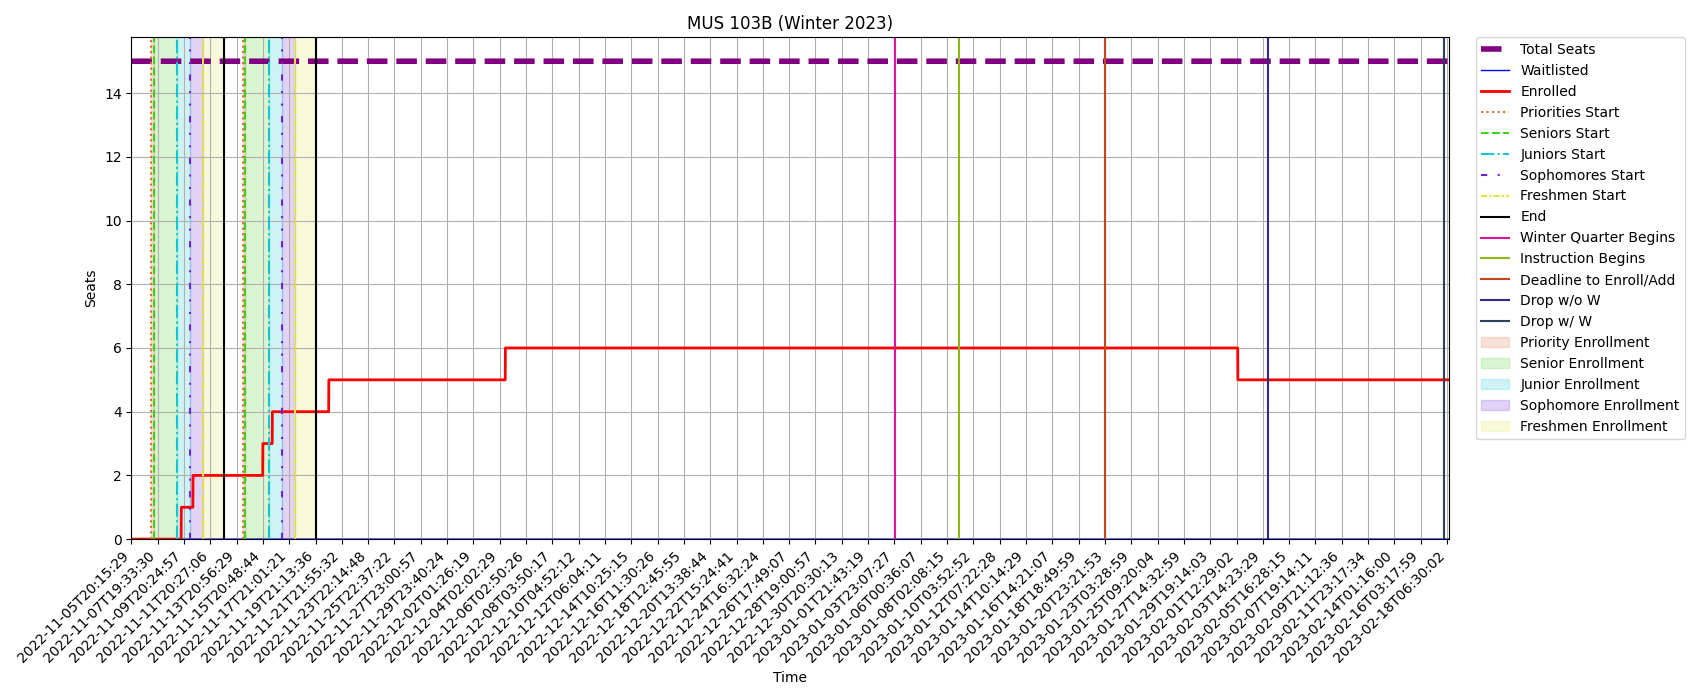 MUS 103B (Winter 2023)
Seats
14
12
10
8
6
4
2
0
2022-11-05T20:15:29
2022-11-07T19:33:30
2022-11-09T20:24:57
2022-11-11T20:27:06
2022-11-13T20:56:29
2022-11-15T20:48:44
2022-11-17T21:01:21
2022-11-19T21:13:36
2022-11-21T21:55:32
2022-11-23T22:14:48
2022-11-25T22:37:22
2022-11-27T23:00:57
2022-11-29T23:40:24
2022-12-02T01:26:19
2022-12-04T02:02:29
2022-12-06T02:50:26
2022-12-08T03:50:17
2022-12-10T04:52:12
2022-12-12T06:04:11
2022-12-14T10:25:15
2022-12-16T11:30:26
2022-12-18T12:45:55
2022-12-20T13:38:44
2022-12-22T15:24:41
2022-12-24T16:32:24
2022-12-26T17:49:07
2022-12-28T19:00:57
2022-12-30T20:30:13
2023-01-01T21:43:19
2023-01-03T23:07:27
2023-01-06T00:36:07
2023-01-08T02:08:15
2023-01-10T03:52:52
2023-01-12T07:22:28
2023-01-14T10:14:29
2023-01-16T14:21:07
2023-01-18T18:49:59
2023-01-20T23:21:53
2023-01-23T03:28:59
2023-01-25T09:20:04
2023-01-27T14:32:59
2023-01-29T19:14:03
2023-02-01T12:29:02
2023-02-03T14:23:29
2023-02-05T16:28:15
2023-02-07T19:14:11
2023-02-09T21:12:36
2023-02-11T23:17:34
2023-02-14T01:16:00
2023-02-16T03:17:59
2023-02-18T06:30:02
Time
Total Seats
Waitlisted
Enrolled
Priorities Start
Seniors Start
Juniors Start
Sophomores Start
Freshmen Start
End
Winter Quarter Begins
Instruction Begins
Deadline to Enroll/Add
Drop w/o W
Drop w/ W
Priority Enrollment
Senior Enrollment
Junior Enrollment
Sophomore Enrollment
Freshmen Enrollment